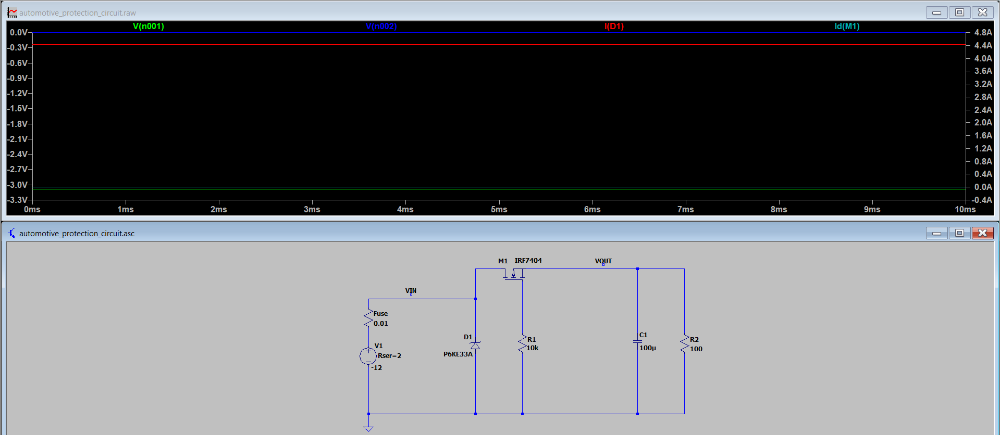 automotive_protection_circuit.raw
V(n001) V(n002) I(D1) Id(M1)
0.0V 4.8A
-0.3V 4.4A
-0.6V 4.0A
-0.9V 3.6A
-1.2V 3.2A
-1.5V 2.8A
-1.8V 2.4A
-2.1V 2.0A
-2.4V 1.6A
-2.7V 1.2A
-3.0V 0.8A
-3.3V 0.4A
0.0A
-0.4A
0ms 1ms 2ms 3ms 4ms 5ms 6ms 7ms 8ms 9ms 10ms
automotive_protection_circuit.asc
M1 IRF7404 VOUT
VIN
Fuse
0.01
V1
Rser=2
-12
D1
P6KE33A
R1
10k
C1
100µ
R2
100